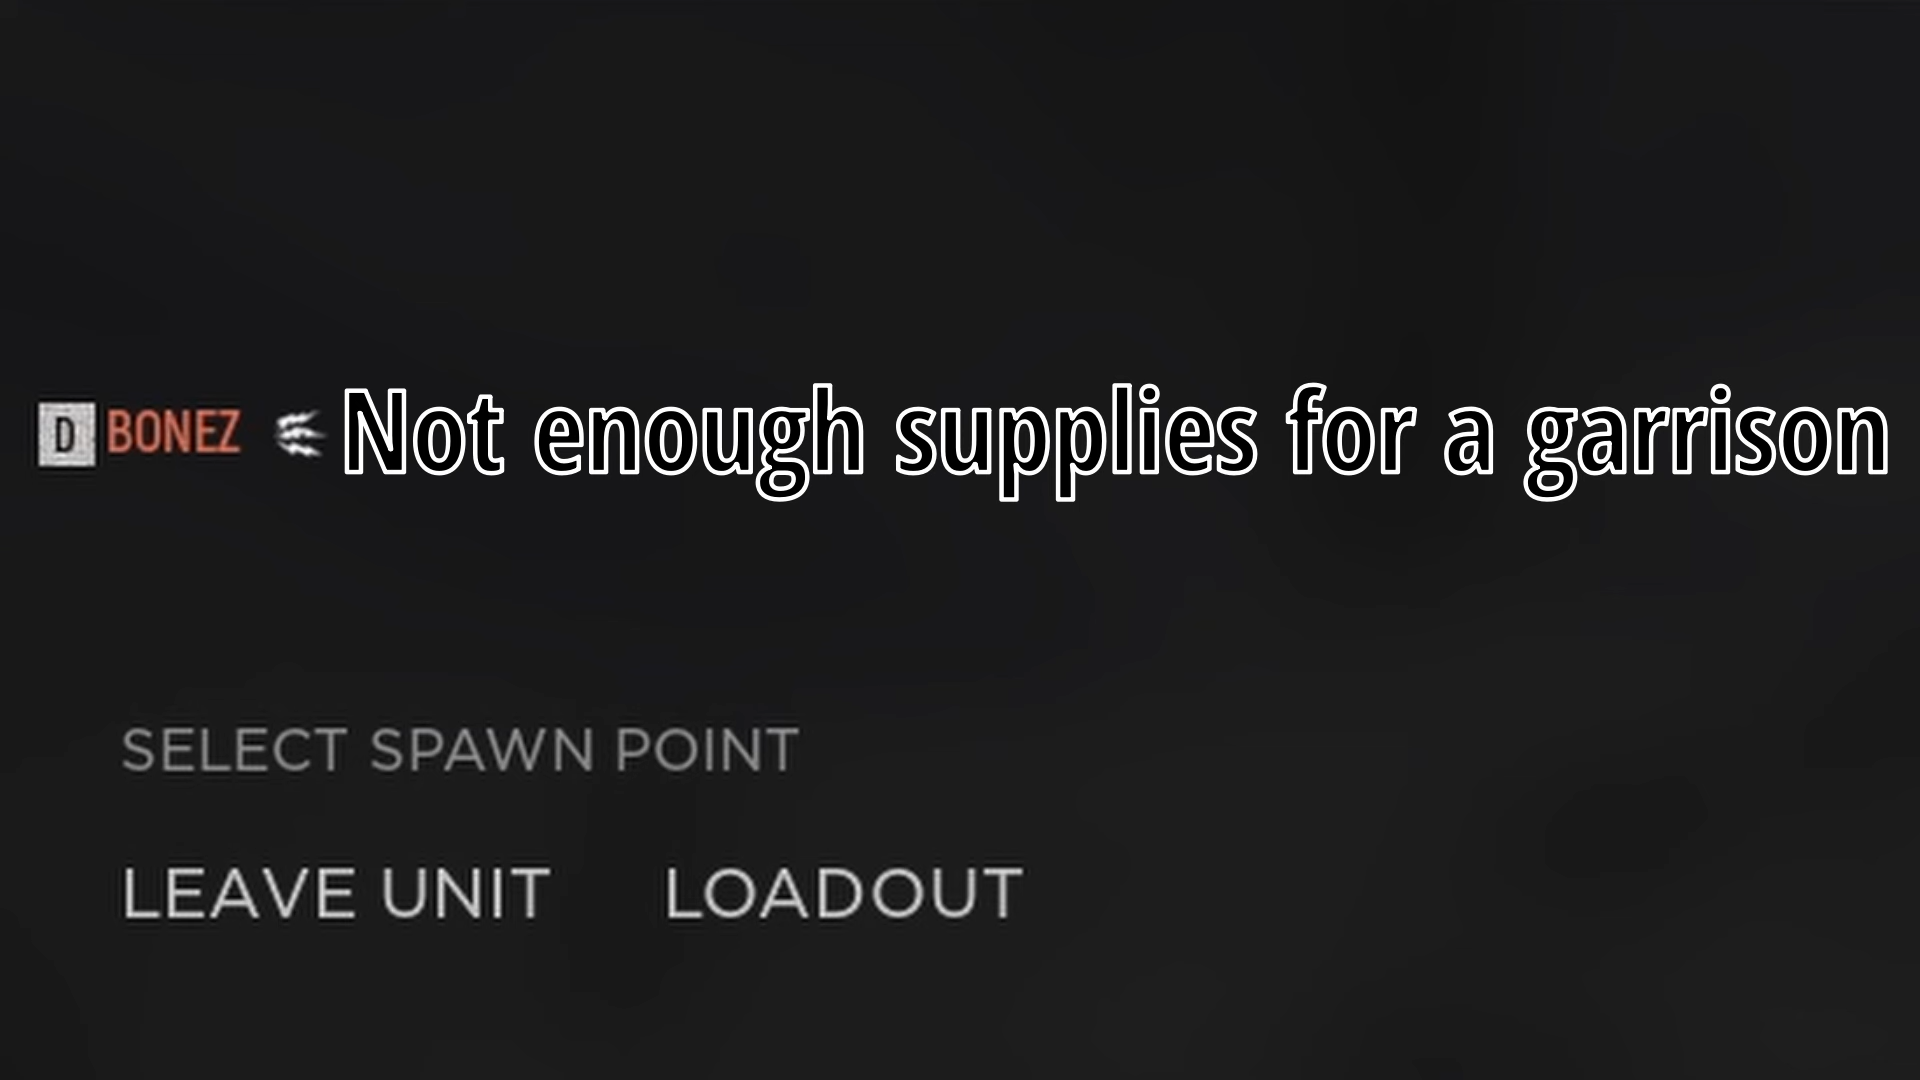 D BONEZ Not enough supplies for a garrison
SELECT SPAWN POINT
LEAVE UNIT LOADOUT